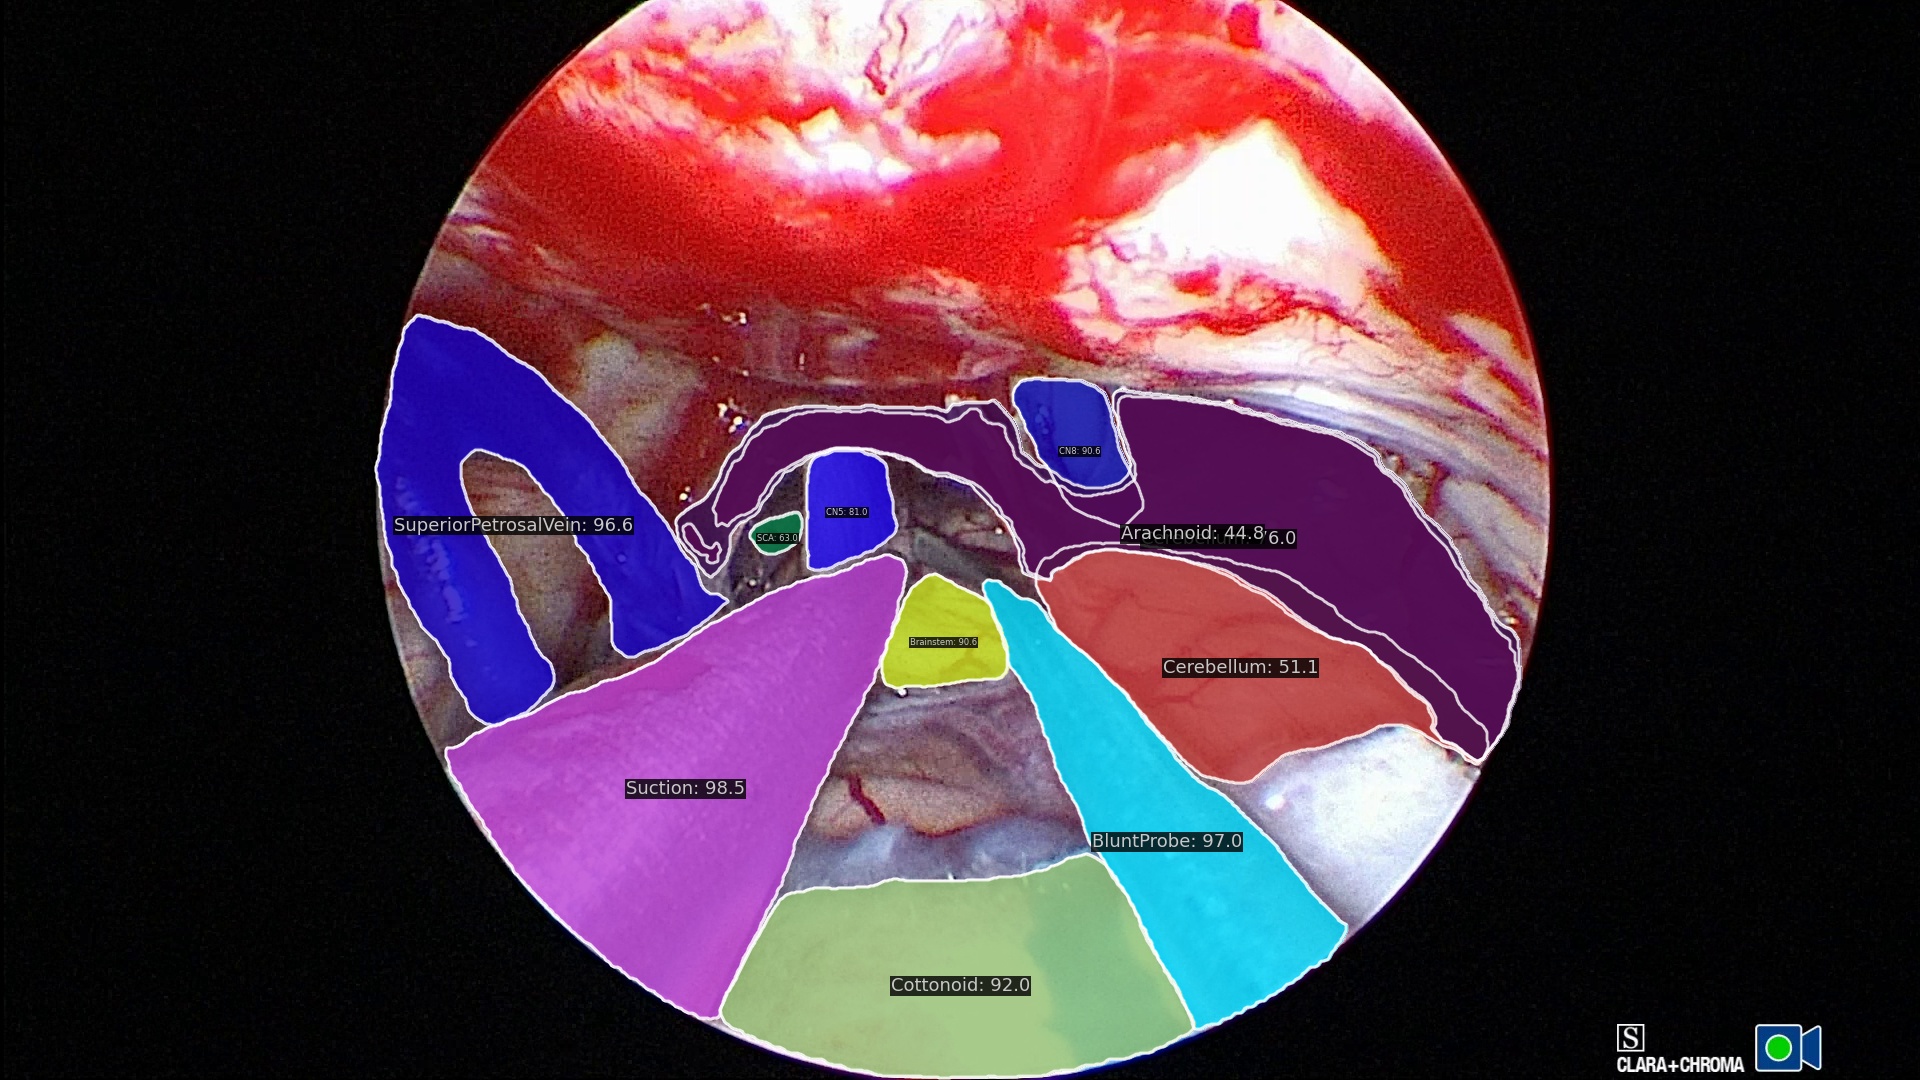 CN8: 90.6
CN5: 81.0
SuperiorPetrosalVein: 96.6
SCA: 63.0
Arachnoid: 44.8
6.0
Brainstem: 90.6
Cerebellum: 51.1
Suction: 98.5
BluntProbe: 97.0
Cottonoid: 92.0
S
CLARA+CHROMA